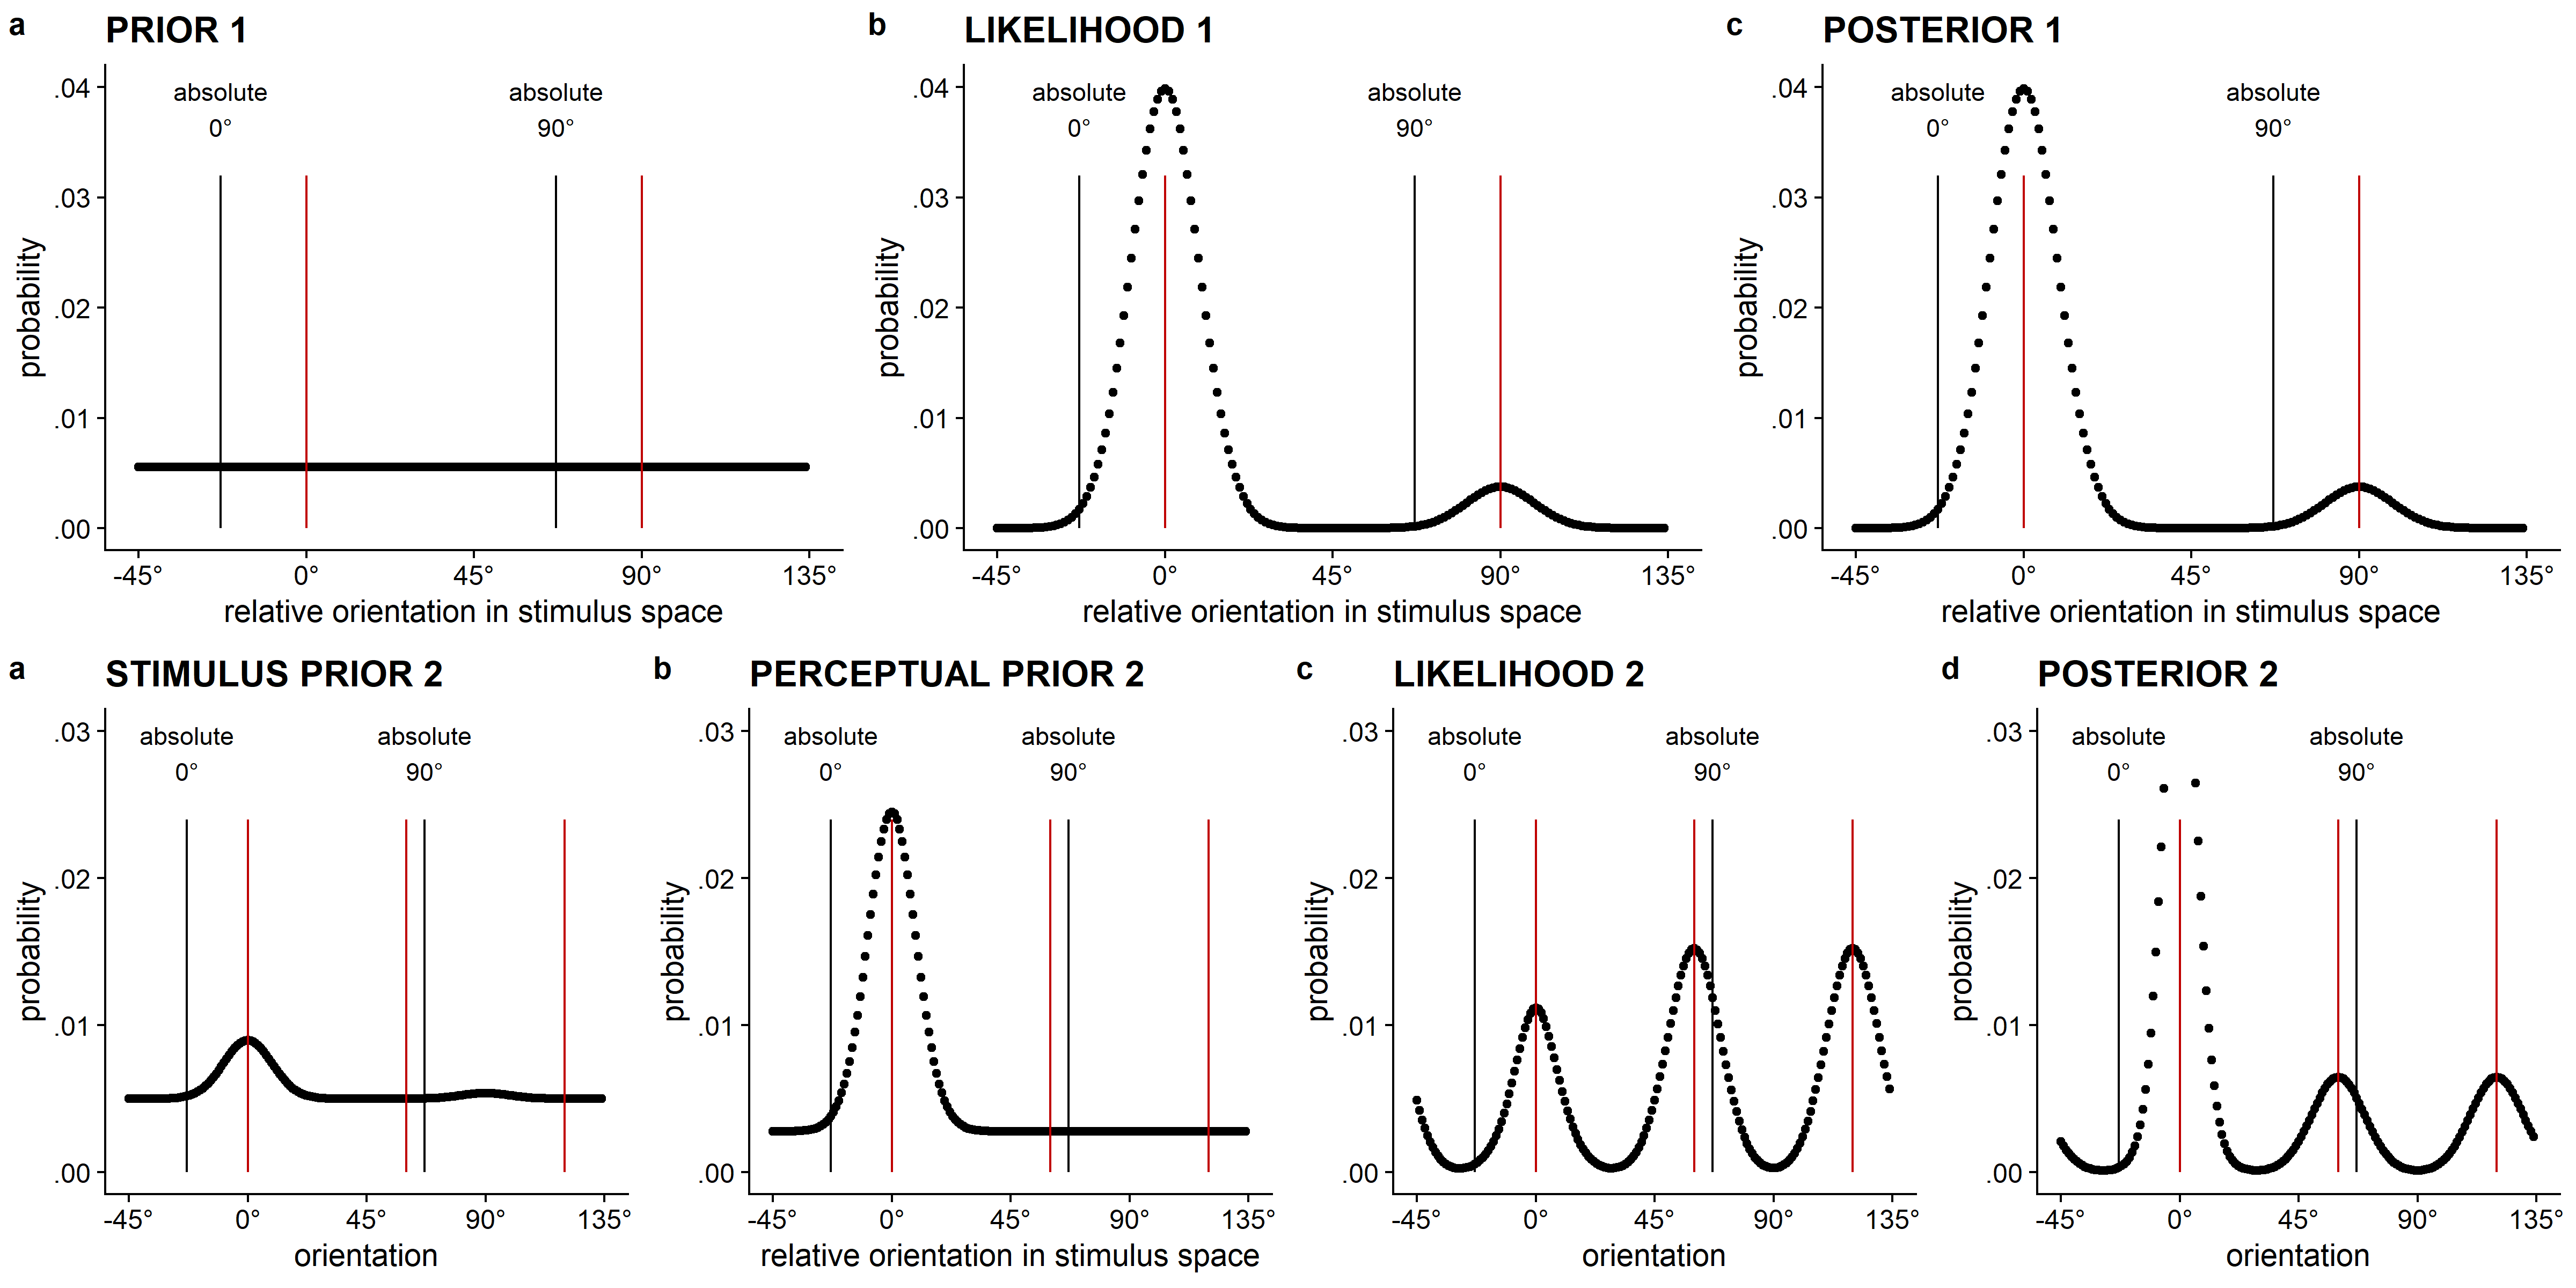 a PRIOR 1
absolute
0°
absolute
90°
.04
.03
.02
.01
.00
probability
-45° 0° 45° 90° 135°
relative orientation in stimulus space
b LIKELIHOOD 1
absolute
0°
absolute
90°
.04
.03
.02
.01
.00
probability
-45° 0° 45° 90° 135°
relative orientation in stimulus space
c POSTERIOR 1
absolute
0°
absolute
90°
.04
.03
.02
.01
.00
probability
-45° 0° 45° 90° 135°
relative orientation in stimulus space
a STIMULUS PRIOR 2
absolute
0°
absolute
90°
.03
.02
.01
.00
probability
-45° 0° 45° 90° 135°
orientation
b PERCEPTUAL PRIOR 2
absolute
0°
absolute
90°
.03
.02
.01
.00
probability
-45° 0° 45° 90° 135°
relative orientation in stimulus space
c LIKELIHOOD 2
absolute
0°
absolute
90°
.03
.02
.01
.00
probability
-45° 0° 45° 90° 135°
orientation
d POSTERIOR 2
absolute
0°
absolute
90°
.03
.02
.01
.00
probability
-45° 0° 45° 90° 135°
orientation